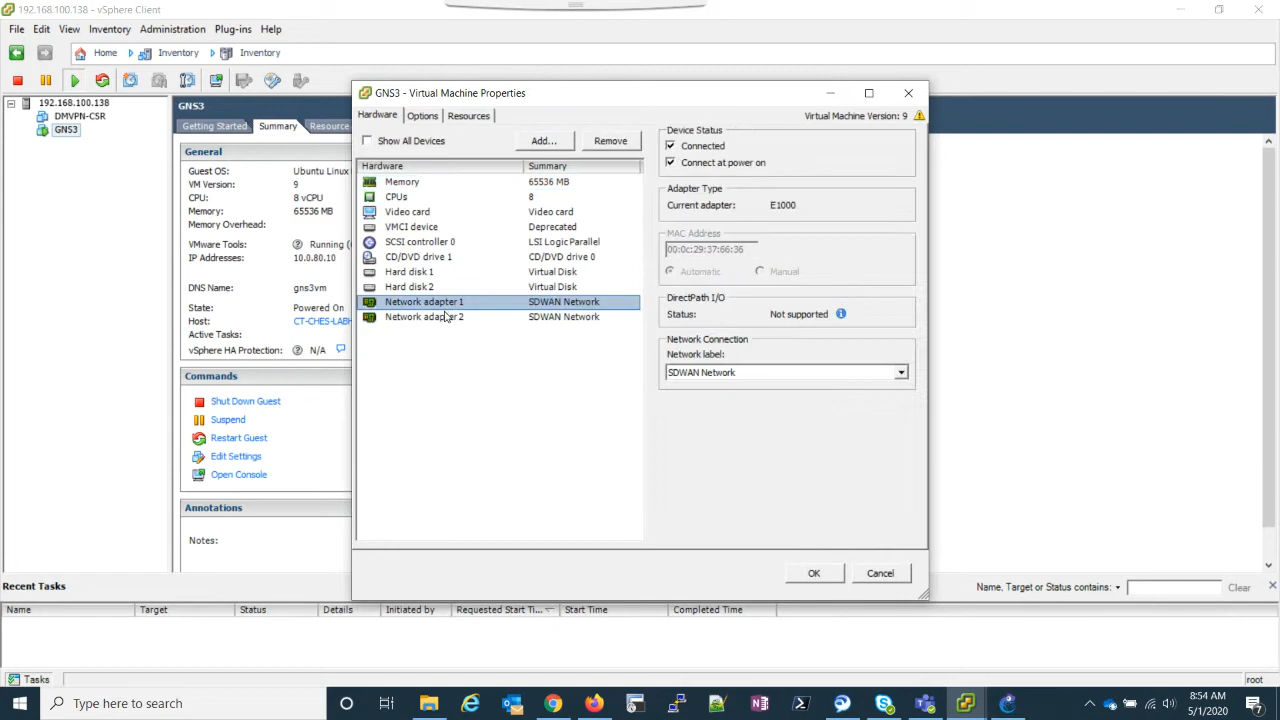 192.168.100.138 - vSphere Client
File Edit View Inventory Administration Plug-ins Help
Home Inventory Inventory
192.168.100.138
DMVPN-CSR
GNS3
GNS3
Getting Started Summary Resource
General
Guest OS: Ubuntu Linux
VM Version: 9
CPU: 8 vCPU
Memory: 65536 MB
Memory Overhead:
VMware Tools: Running (
IP Addresses: 10.0.80.10
DNS Name: gns3vm
State: Powered On
Host: CT-CHES-LABH
Active Tasks:
vSphere HA Protection: N/A
Commands
Shut Down Guest
Suspend
Restart Guest
Edit Settings
Open Console
Annotations
Notes:
GNS3 - Virtual Machine Properties
Hardware Options Resources
Virtual Machine Version: 9
Show All Devices Add... Remove
Hardware Summary
Memory 65536 MB
CPUs 8
Video card Video card
VMCI device Deprecated
SCSI controller 0 LSI Logic Parallel
CD/DVD drive 1 CD/DVD drive 0
Hard disk 1 Virtual Disk
Hard disk 2 Virtual Disk
Network adapter 1 SDWAN Network
Network adapter 2 SDWAN Network
Device Status
Connected
Connect at power on
Adapter Type
Current adapter: E1000
MAC Address
00:0c:29:37:66:36
Automatic Manual
DirectPath I/O
Status: Not supported
Network Connection
Network label:
SDWAN Network
OK Cancel
Recent Tasks
Name, Target or Status contains: Clear
Name Target Status Details Initiated by Requested Start Ti... Start Time Completed Time
Tasks
root
Type here to search
8:54 AM
5/1/2020